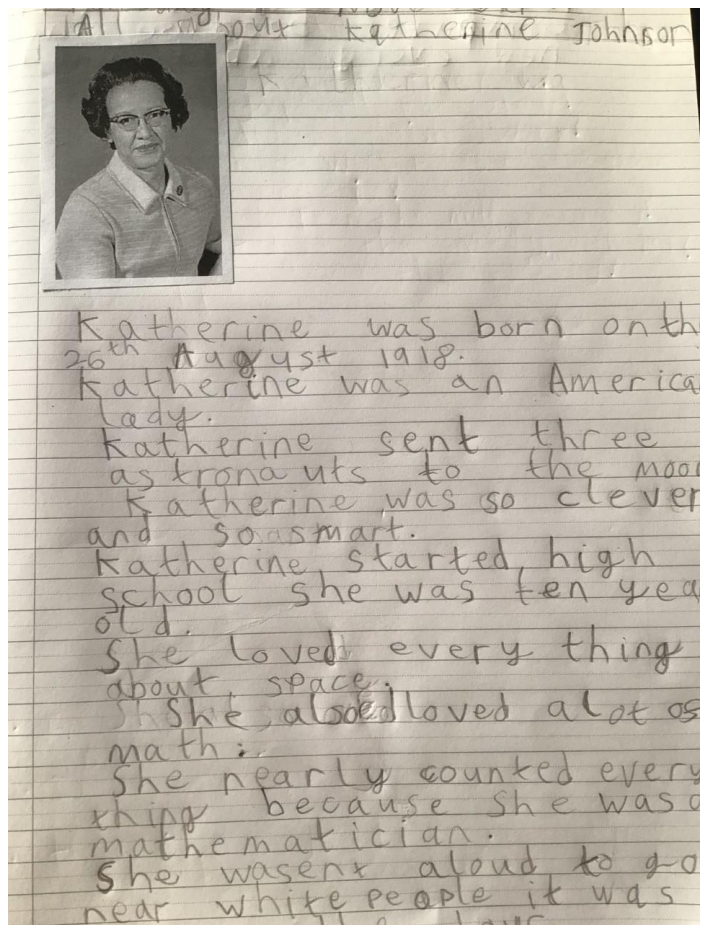 All about Katherine Johnson
Katherine was born on th
26th August 1918.
Katherine was an America
lady.
Katherine sent three
astronauts to the moo
Katherine was so clever
and so smart.
Katherine started high
school she was ten yea
old.
She loved every thing
about space.
She also loved alot of
math.
She nearly counted every
thing because she was a
mathematician.
She wasent aloud to go
near white people it was